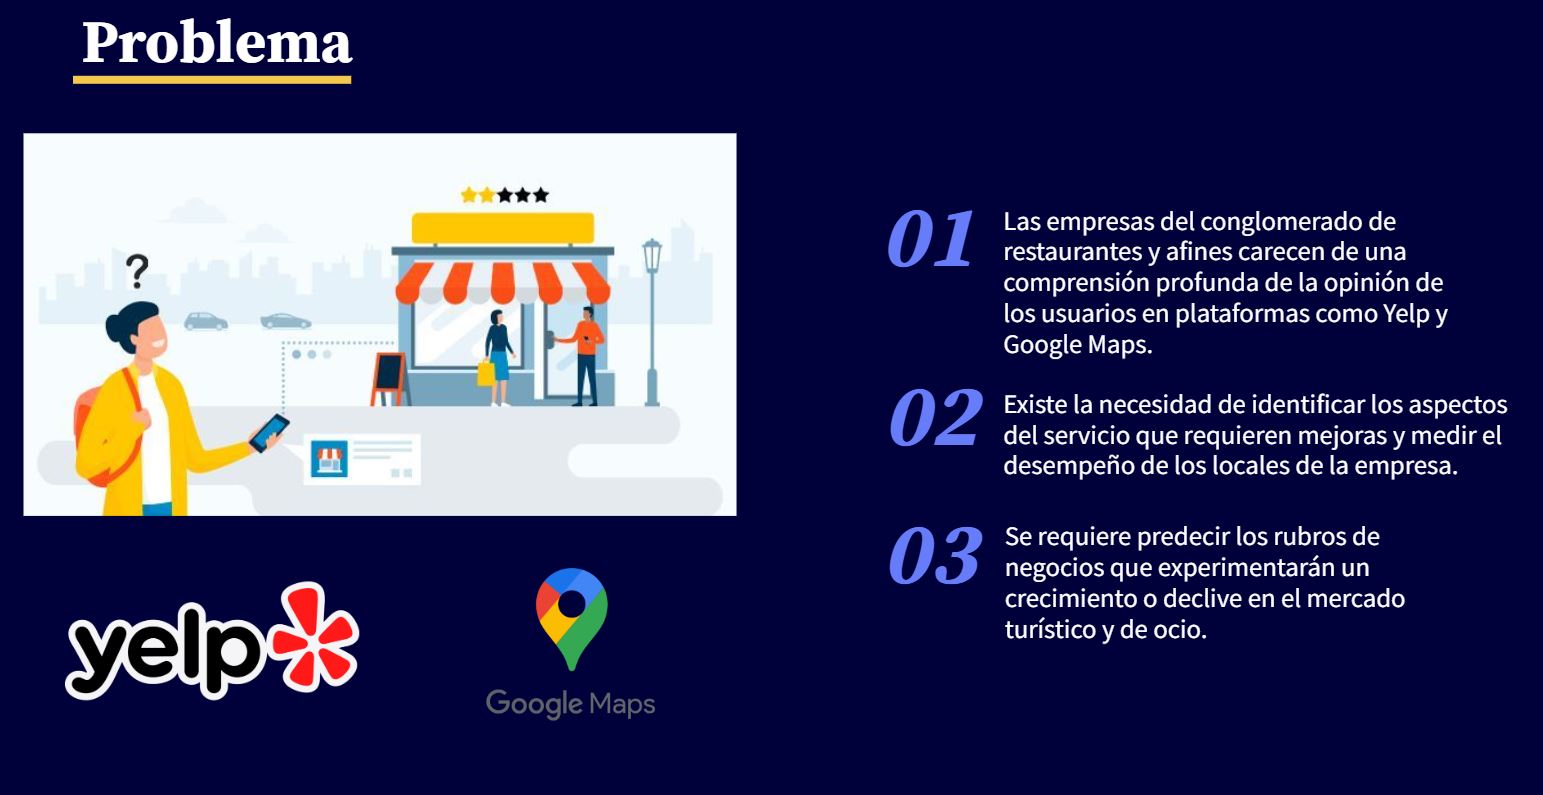 Problema
?
01
Las empresas del conglomerado de
restaurantes y afines carecen de una
comprensión profunda de la opinión de
los usuarios en plataformas como Yelp y
Google Maps.
02
Existe la necesidad de identificar los aspectos
del servicio que requieren mejoras y medir el
desempeño de los locales de la empresa.
03
Se requiere predecir los rubros de
negocios que experimentarán un
crecimiento o declive en el mercado
turístico y de ocio.
yelp
Google Maps